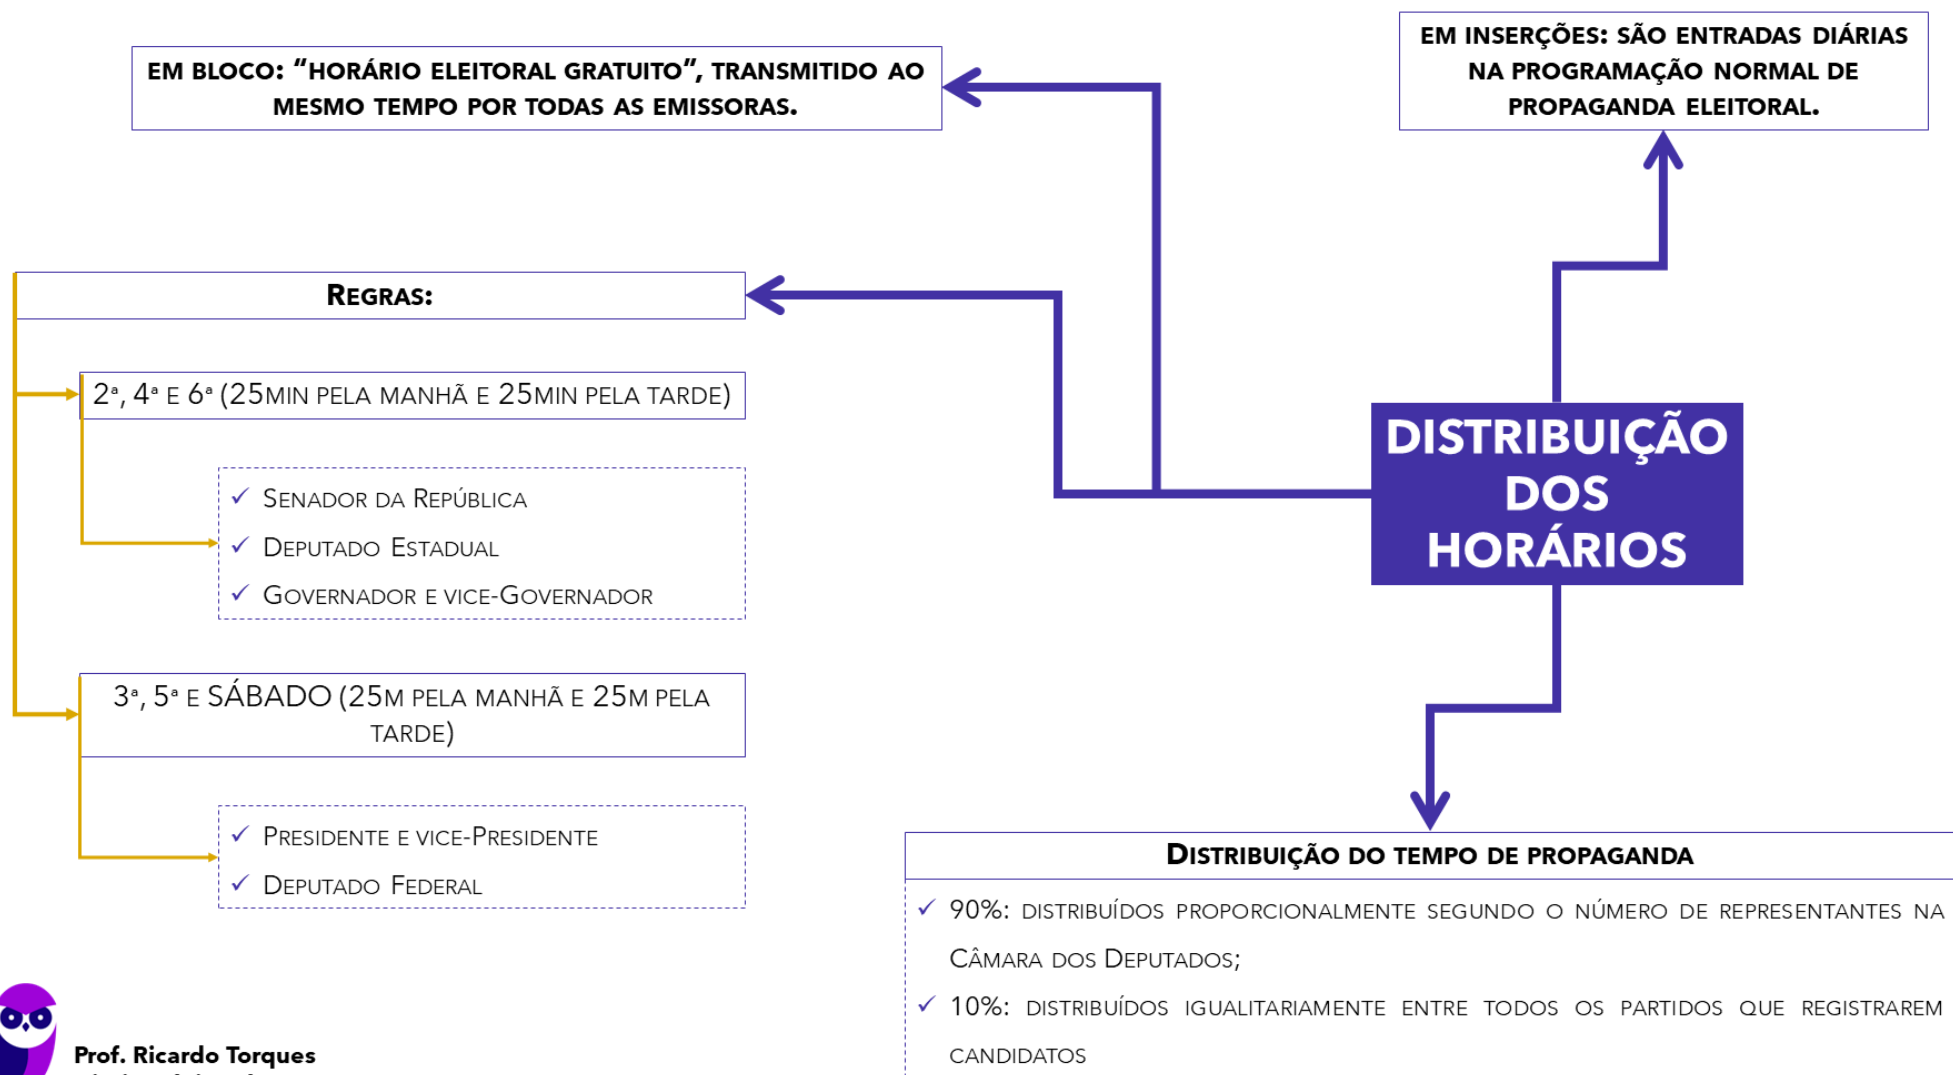 EM BLOCO: "HORÁRIO ELEITORAL GRATUITO", TRANSMITIDO AO
MESMO TEMPO POR TODAS AS EMISSORAS.
EM INSERÇÕES: SÃO ENTRADAS DIÁRIAS
NA PROGRAMAÇÃO NORMAL DE
PROPAGANDA ELEITORAL.
REGRAS:
2ª, 4ª E 6ª (25MIN PELA MANHÃ E 25MIN PELA TARDE)
✓ SENADOR DA REPÚBLICA
✓ DEPUTADO ESTADUAL
✓ GOVERNADOR E VICE-GOVERNADOR
3ª, 5ª E SÁBADO (25M PELA MANHÃ E 25M PELA
TARDE)
✓ PRESIDENTE E VICE-PRESIDENTE
✓ DEPUTADO FEDERAL
DISTRIBUIÇÃO
DOS
HORÁRIOS
DISTRIBUIÇÃO DO TEMPO DE PROPAGANDA
✓ 90%: DISTRIBUÍDOS PROPORCIONALMENTE SEGUNDO O NÚMERO DE REPRESENTANTES NA
CÂMARA DOS DEPUTADOS;
✓ 10%: DISTRIBUÍDOS IGUALITARIAMENTE ENTRE TODOS OS PARTIDOS QUE REGISTRAREM
CANDIDATOS
Prof. Ricardo Torques